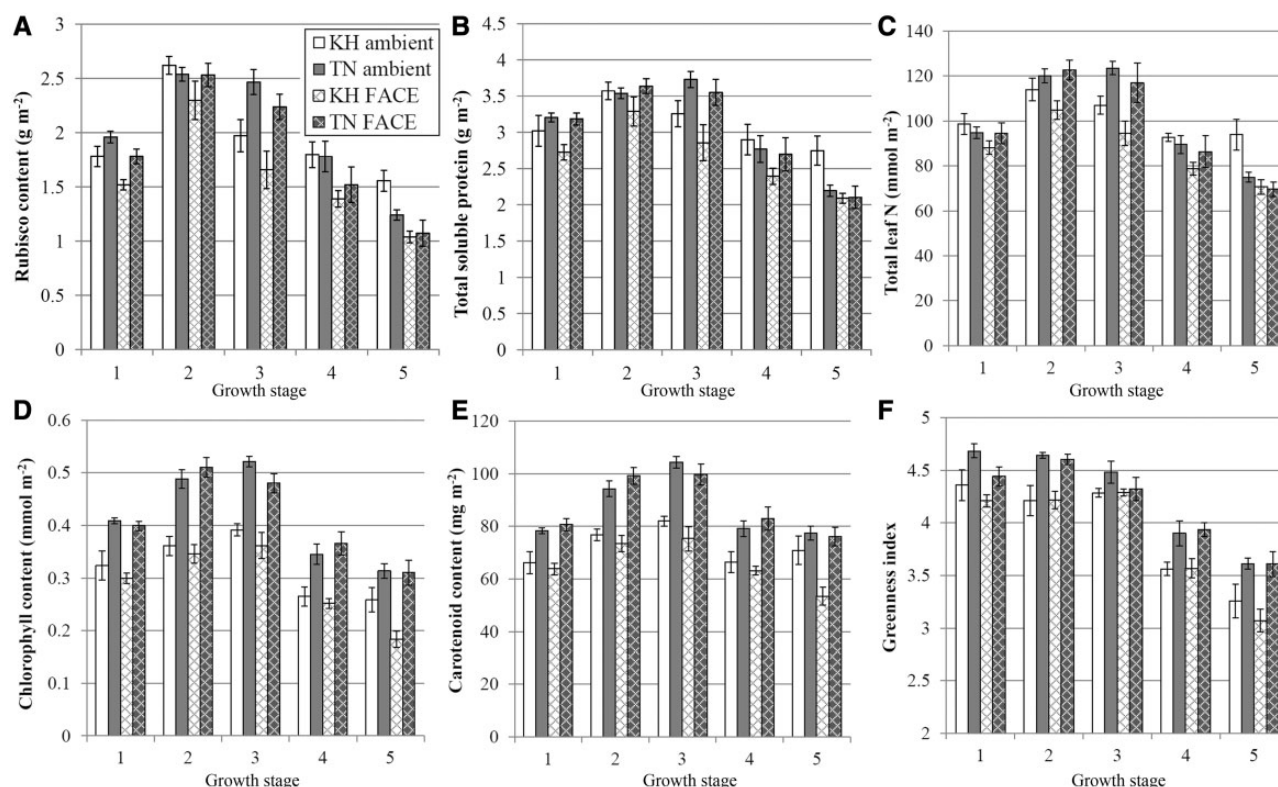 A
Rubisco content (g m-2)
3
2.5
2
1.5
1
0.5
0
KH ambient
TN ambient
KH FACE
TN FACE
1 2 3 4 5
Growth stage
B
Total soluble protein (g m-2)
4.5
4
3.5
3
2.5
2
1.5
1
0.5
0
1 2 3 4 5
Growth stage
C
Total leaf N (mmol m-2)
140
120
100
80
60
40
20
0
1 2 3 4 5
Growth stage
D
Chlorophyll content (mmol m-2)
0.6
0.5
0.4
0.3
0.2
0.1
0
1 2 3 4 5
Growth stage
E
Carotenoid content (mg m-2)
120
100
80
60
40
20
0
1 2 3 4 5
Growth stage
F
Greenness index
5
4.5
4
3.5
3
2.5
2
1 2 3 4 5
Growth stage